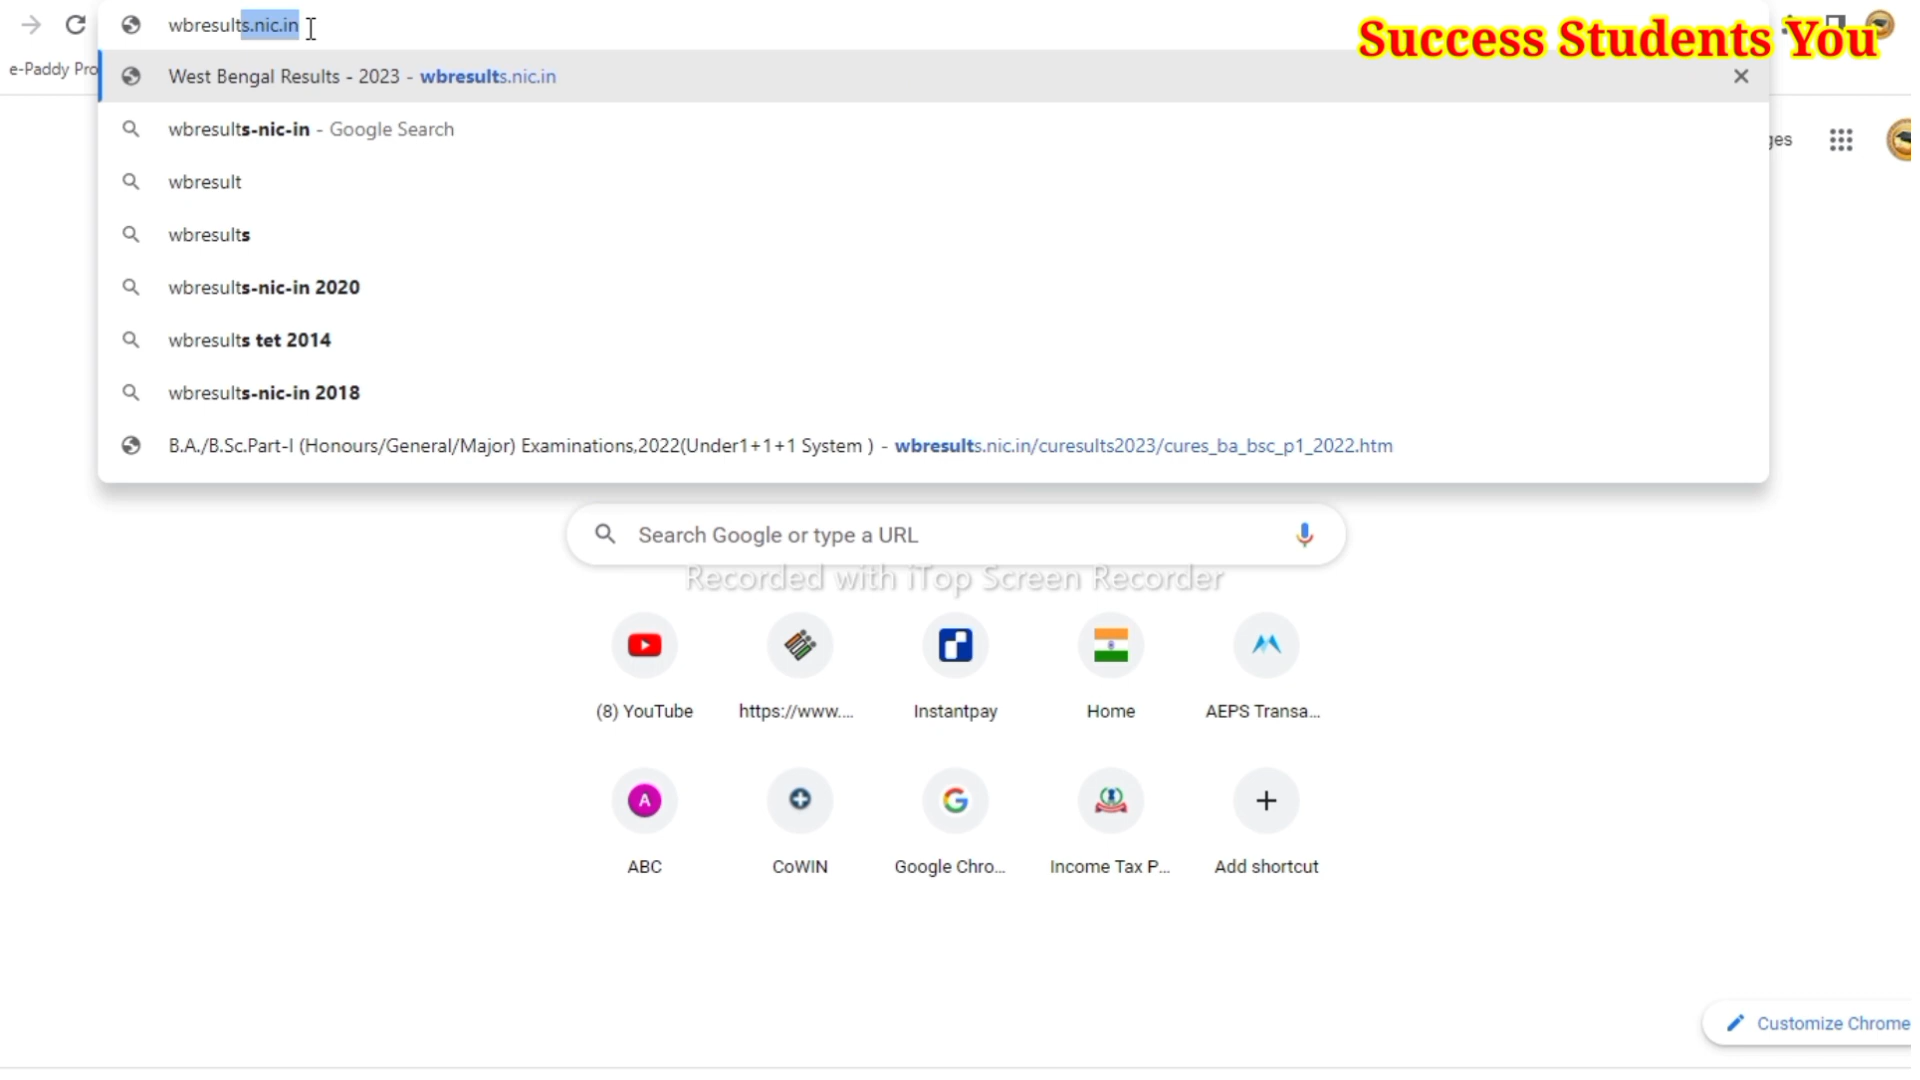 wbresults.nic.in
Success Students You
e-Paddy Pro
West Bengal Results - 2023 - wbresults.nic.in
wbresults-nic-in - Google Search
ges
wbresult
wbresults
wbresults-nic-in 2020
wbresults tet 2014
wbresults-nic-in 2018
B.A./B.Sc.Part-I (Honours/General/Major) Examinations,2022(Under1+1+1 System ) - wbresults.nic.in/curesults2023/cures_ba_bsc_p1_2022.htm
Search Google or type a URL
Recorded with iTop Screen Recorder
(8) YouTube
https://www....
Instantpay
Home
AEPS Transa...
A
ABC
CoWIN
Google Chro...
Income Tax P...
Add shortcut
Customize Chrome